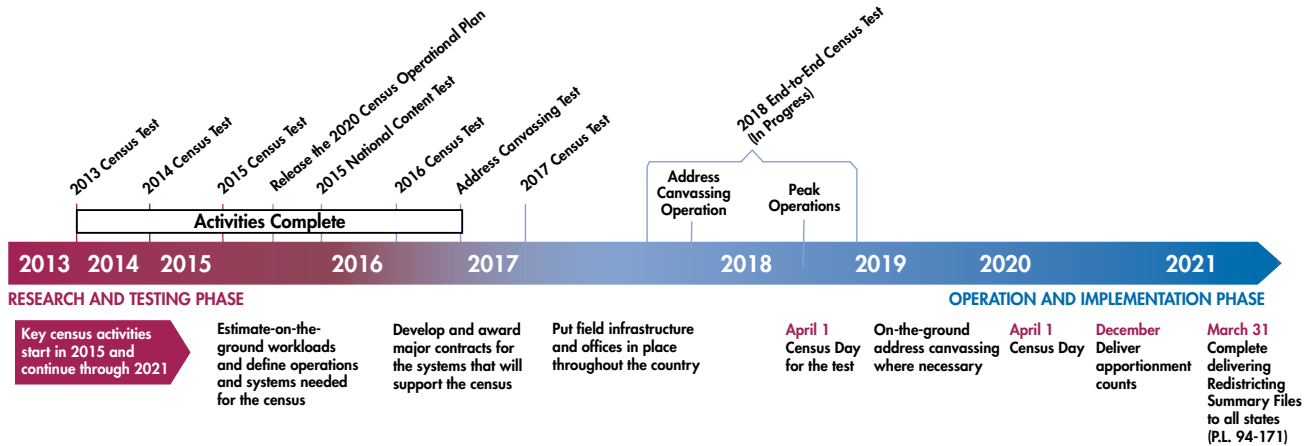 2013 Census Test
2014 Census Test
2015 Census Test
Release the 2020 Census Operational Plan
2015 National Content Test
2016 Census Test
Address Canvassing Test
2017 Census Test
2018 End-to-End Census Test
(In Progress)
Address
Canvassing
Operation
Peak
Operations
Activities Complete
2013
2014
2015
2016
2017
2018
2019
2020
2021
RESEARCH AND TESTING PHASE
OPERATION AND IMPLEMENTATION PHASE
Key census activities
start in 2015 and
continue through 2021
Estimate-on-the-
ground workloads
and define operations
and systems needed
for the census
Develop and award
major contracts for
the systems that will
support the census
Put field infrastructure
and offices in place
throughout the country
April 1
Census Day
for the test
On-the-ground
address canvassing
where necessary
April 1
Census Day
December
Deliver
apportionment
counts
March 31
Complete
delivering
Redistricting
Summary Files
to all states
(P.L. 94-171)